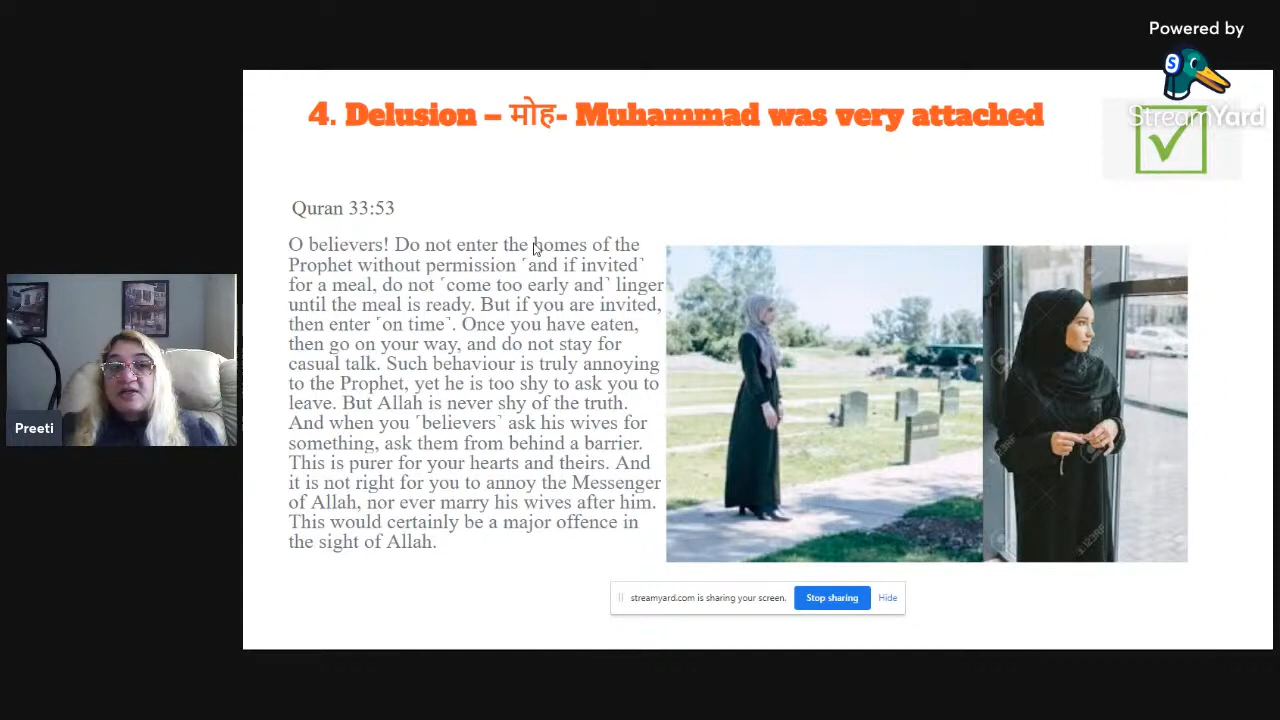 Powered by
StreamYard
4. Delusion – मोह- Muhammad was very attached
Quran 33:53
O believers! Do not enter the homes of the
Prophet without permission ˹and if invited˺
for a meal, do not ˹come too early and˺ linger
until the meal is ready. But if you are invited,
then enter ˹on time˺. Once you have eaten,
then go on your way, and do not stay for
casual talk. Such behaviour is truly annoying
to the Prophet, yet he is too shy to ask you to
leave. But Allah is never shy of the truth.
And when you ˹believers˺ ask his wives for
something, ask them from behind a barrier.
This is purer for your hearts and theirs. And
it is not right for you to annoy the Messenger
of Allah, nor ever marry his wives after him.
This would certainly be a major offence in
the sight of Allah.
Preeti
123RF
streamyard.com is sharing your screen.
Stop sharing
Hide